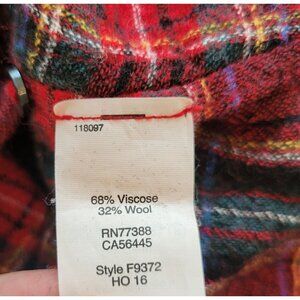 118097
68% Viscose
32% Wool
RN77388
CA56445
Style F9372
HO 16